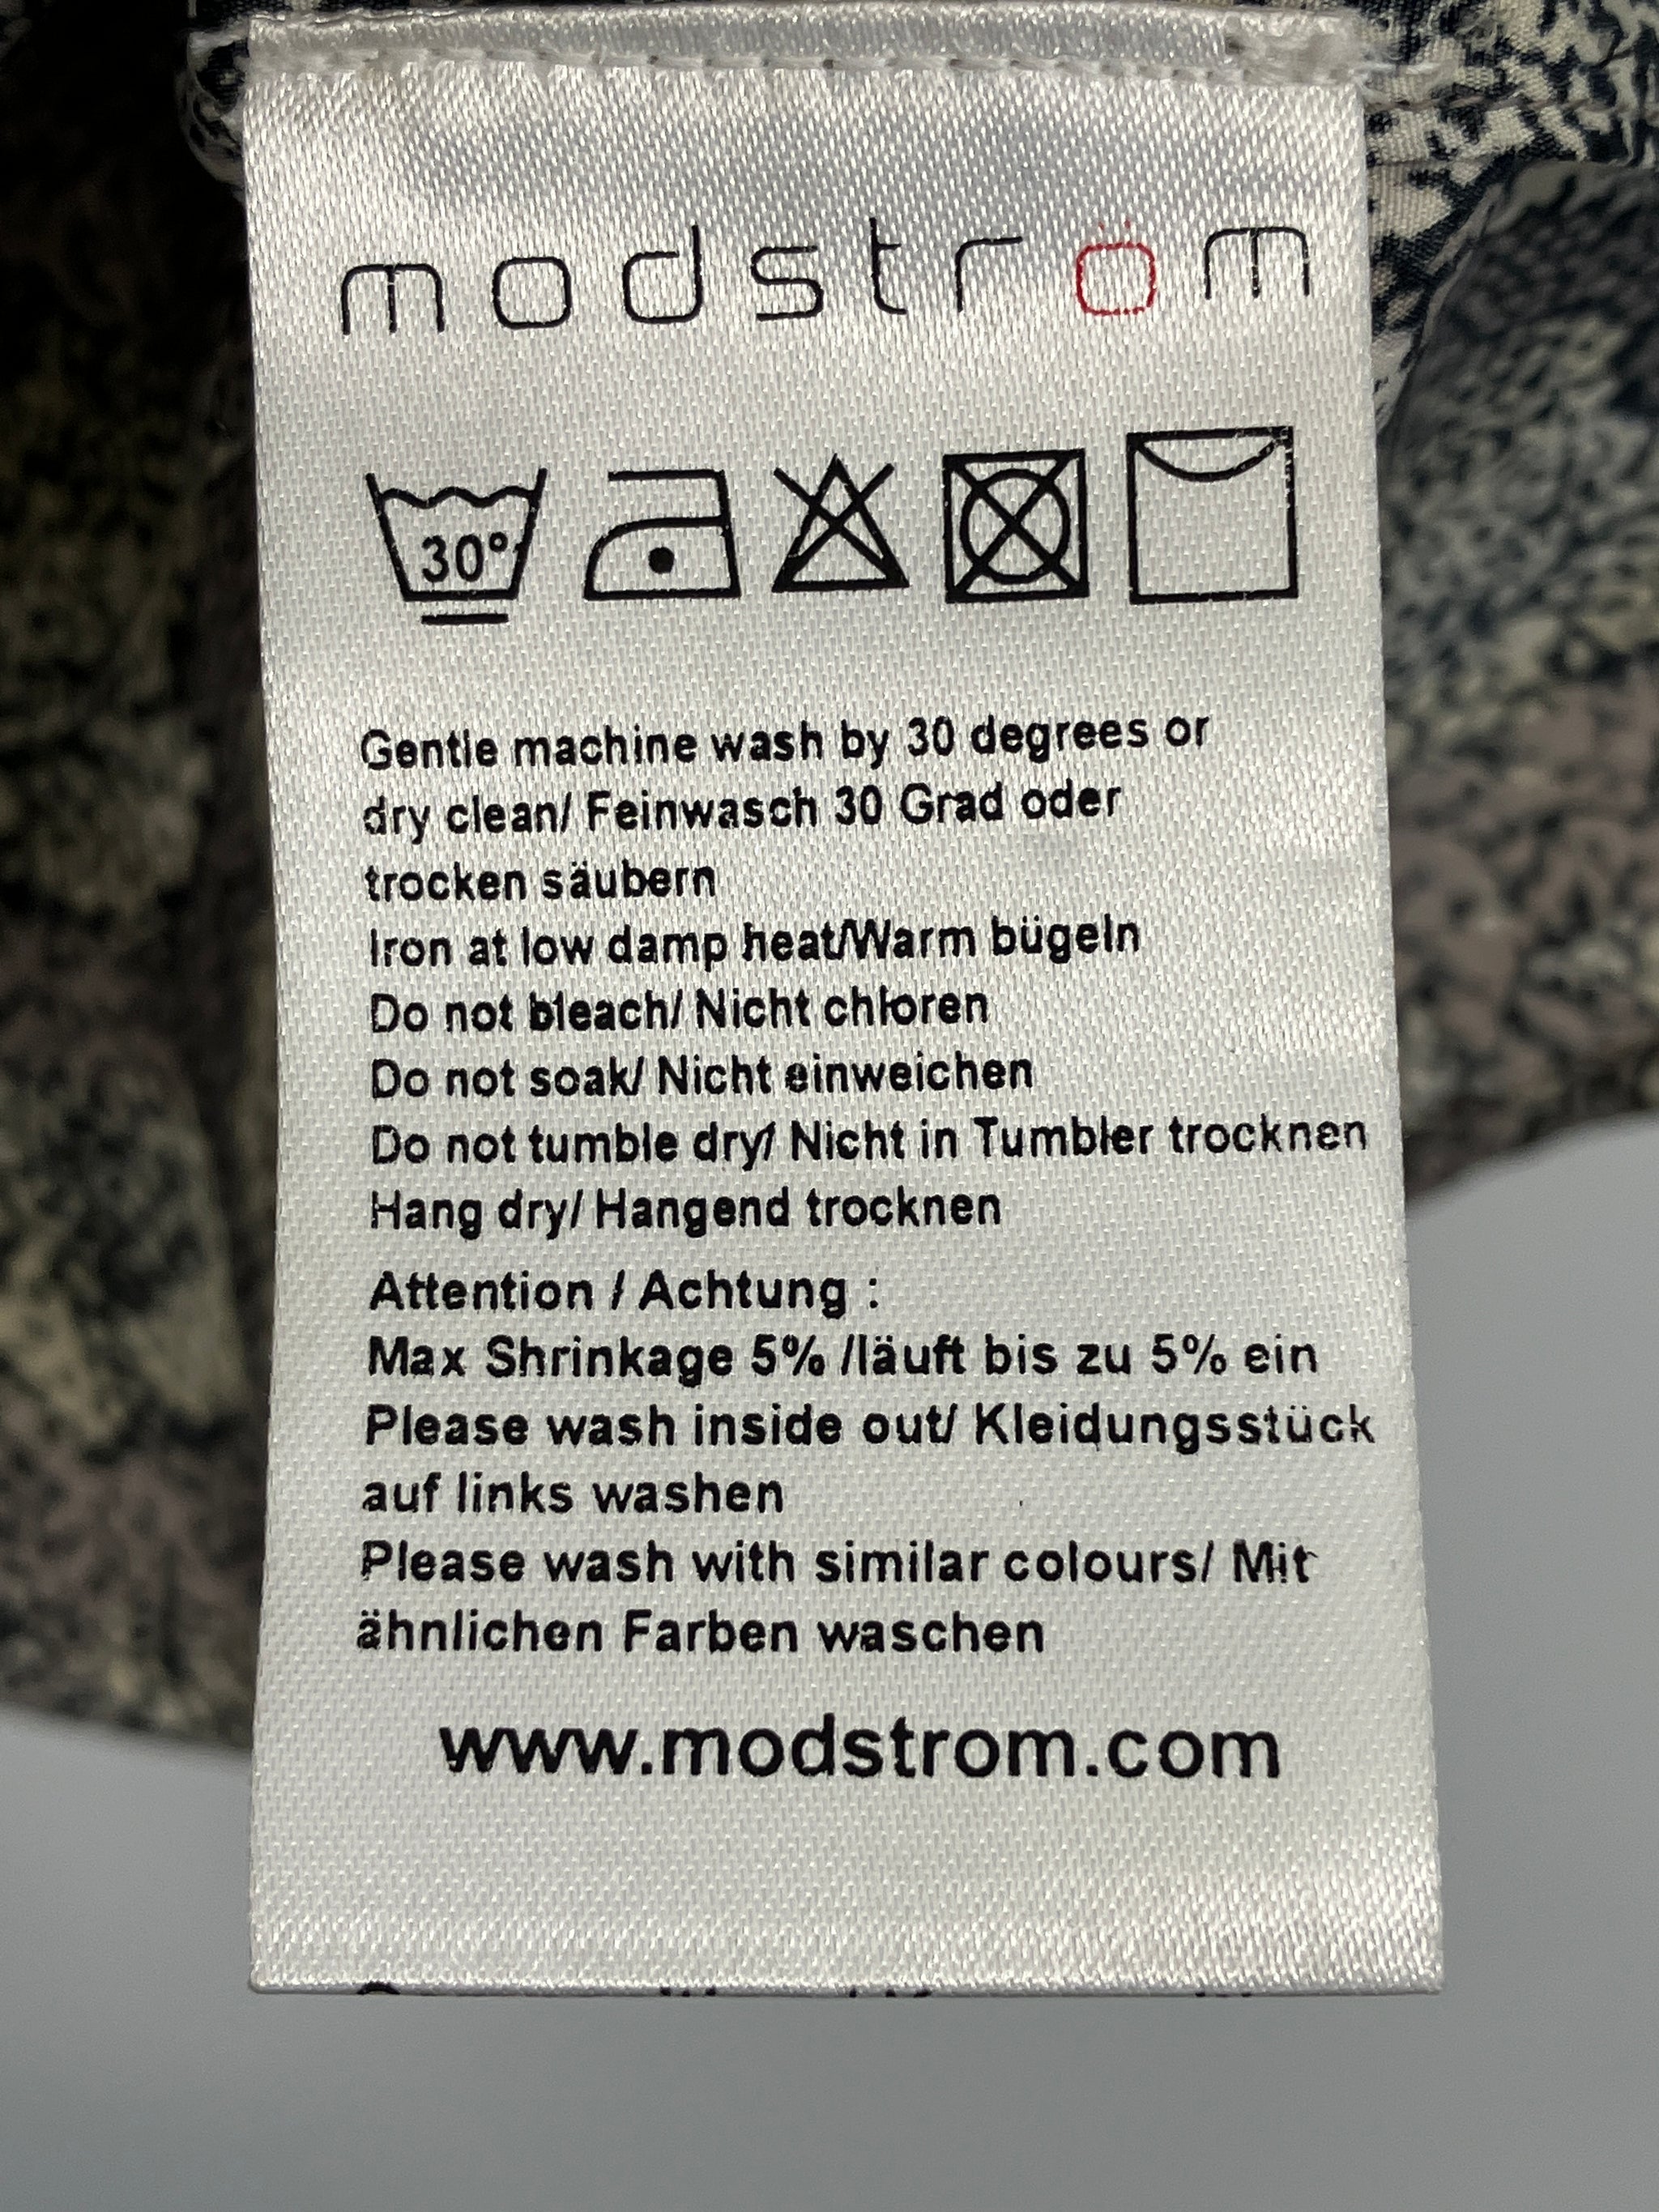 modström
30°
Gentle machine wash by 30 degrees or
dry clean/ Feinwasch 30 Grad oder
trocken säubern
Iron at low damp heat/Warm bügeln
Do not bleach/ Nicht chloren
Do not soak/ Nicht einweichen
Do not tumble dry/ Nicht in Tumbler trocknen
Hang dry/ Hangend trocknen
Attention / Achtung :
Max Shrinkage 5% /läuft bis zu 5% ein
Please wash inside out/ Kleidungsstück
auf links washen
Please wash with similar colours/ Mit
ähnlichen Farben waschen
www.modstrom.com